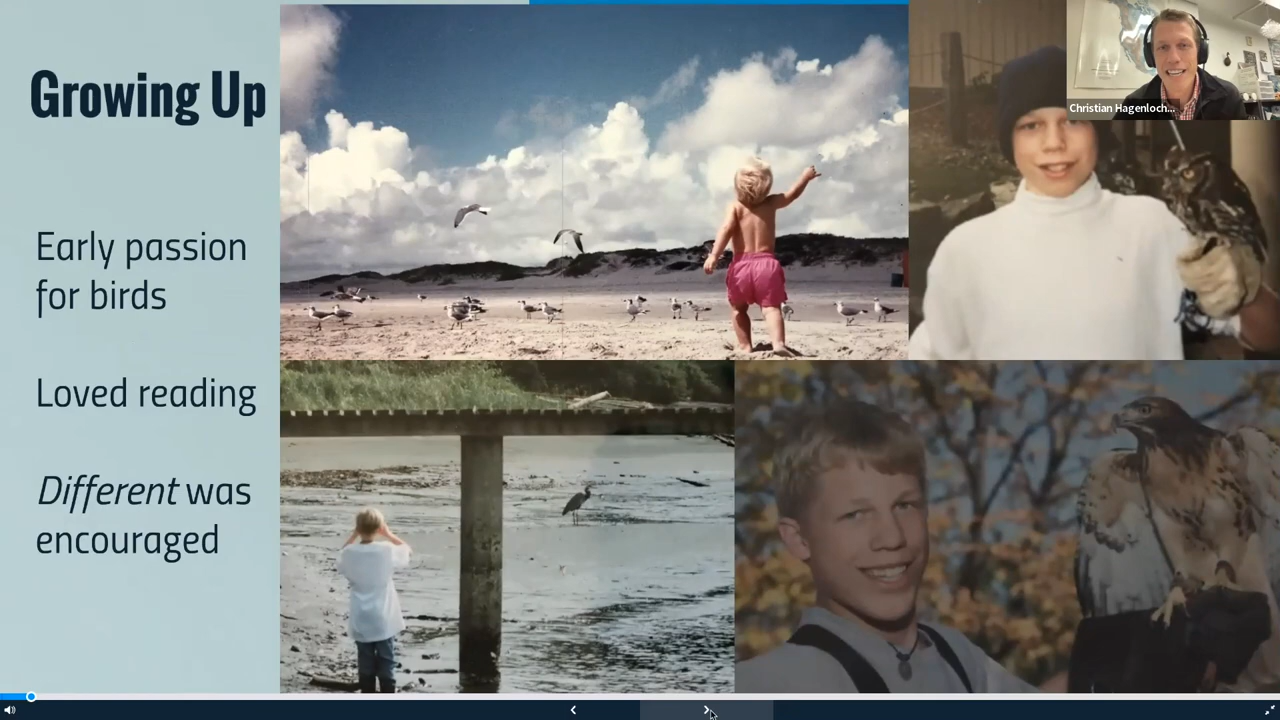 Growing Up
Early passion
for birds
Loved reading
Different was
encouraged
Christian Hagenloch...